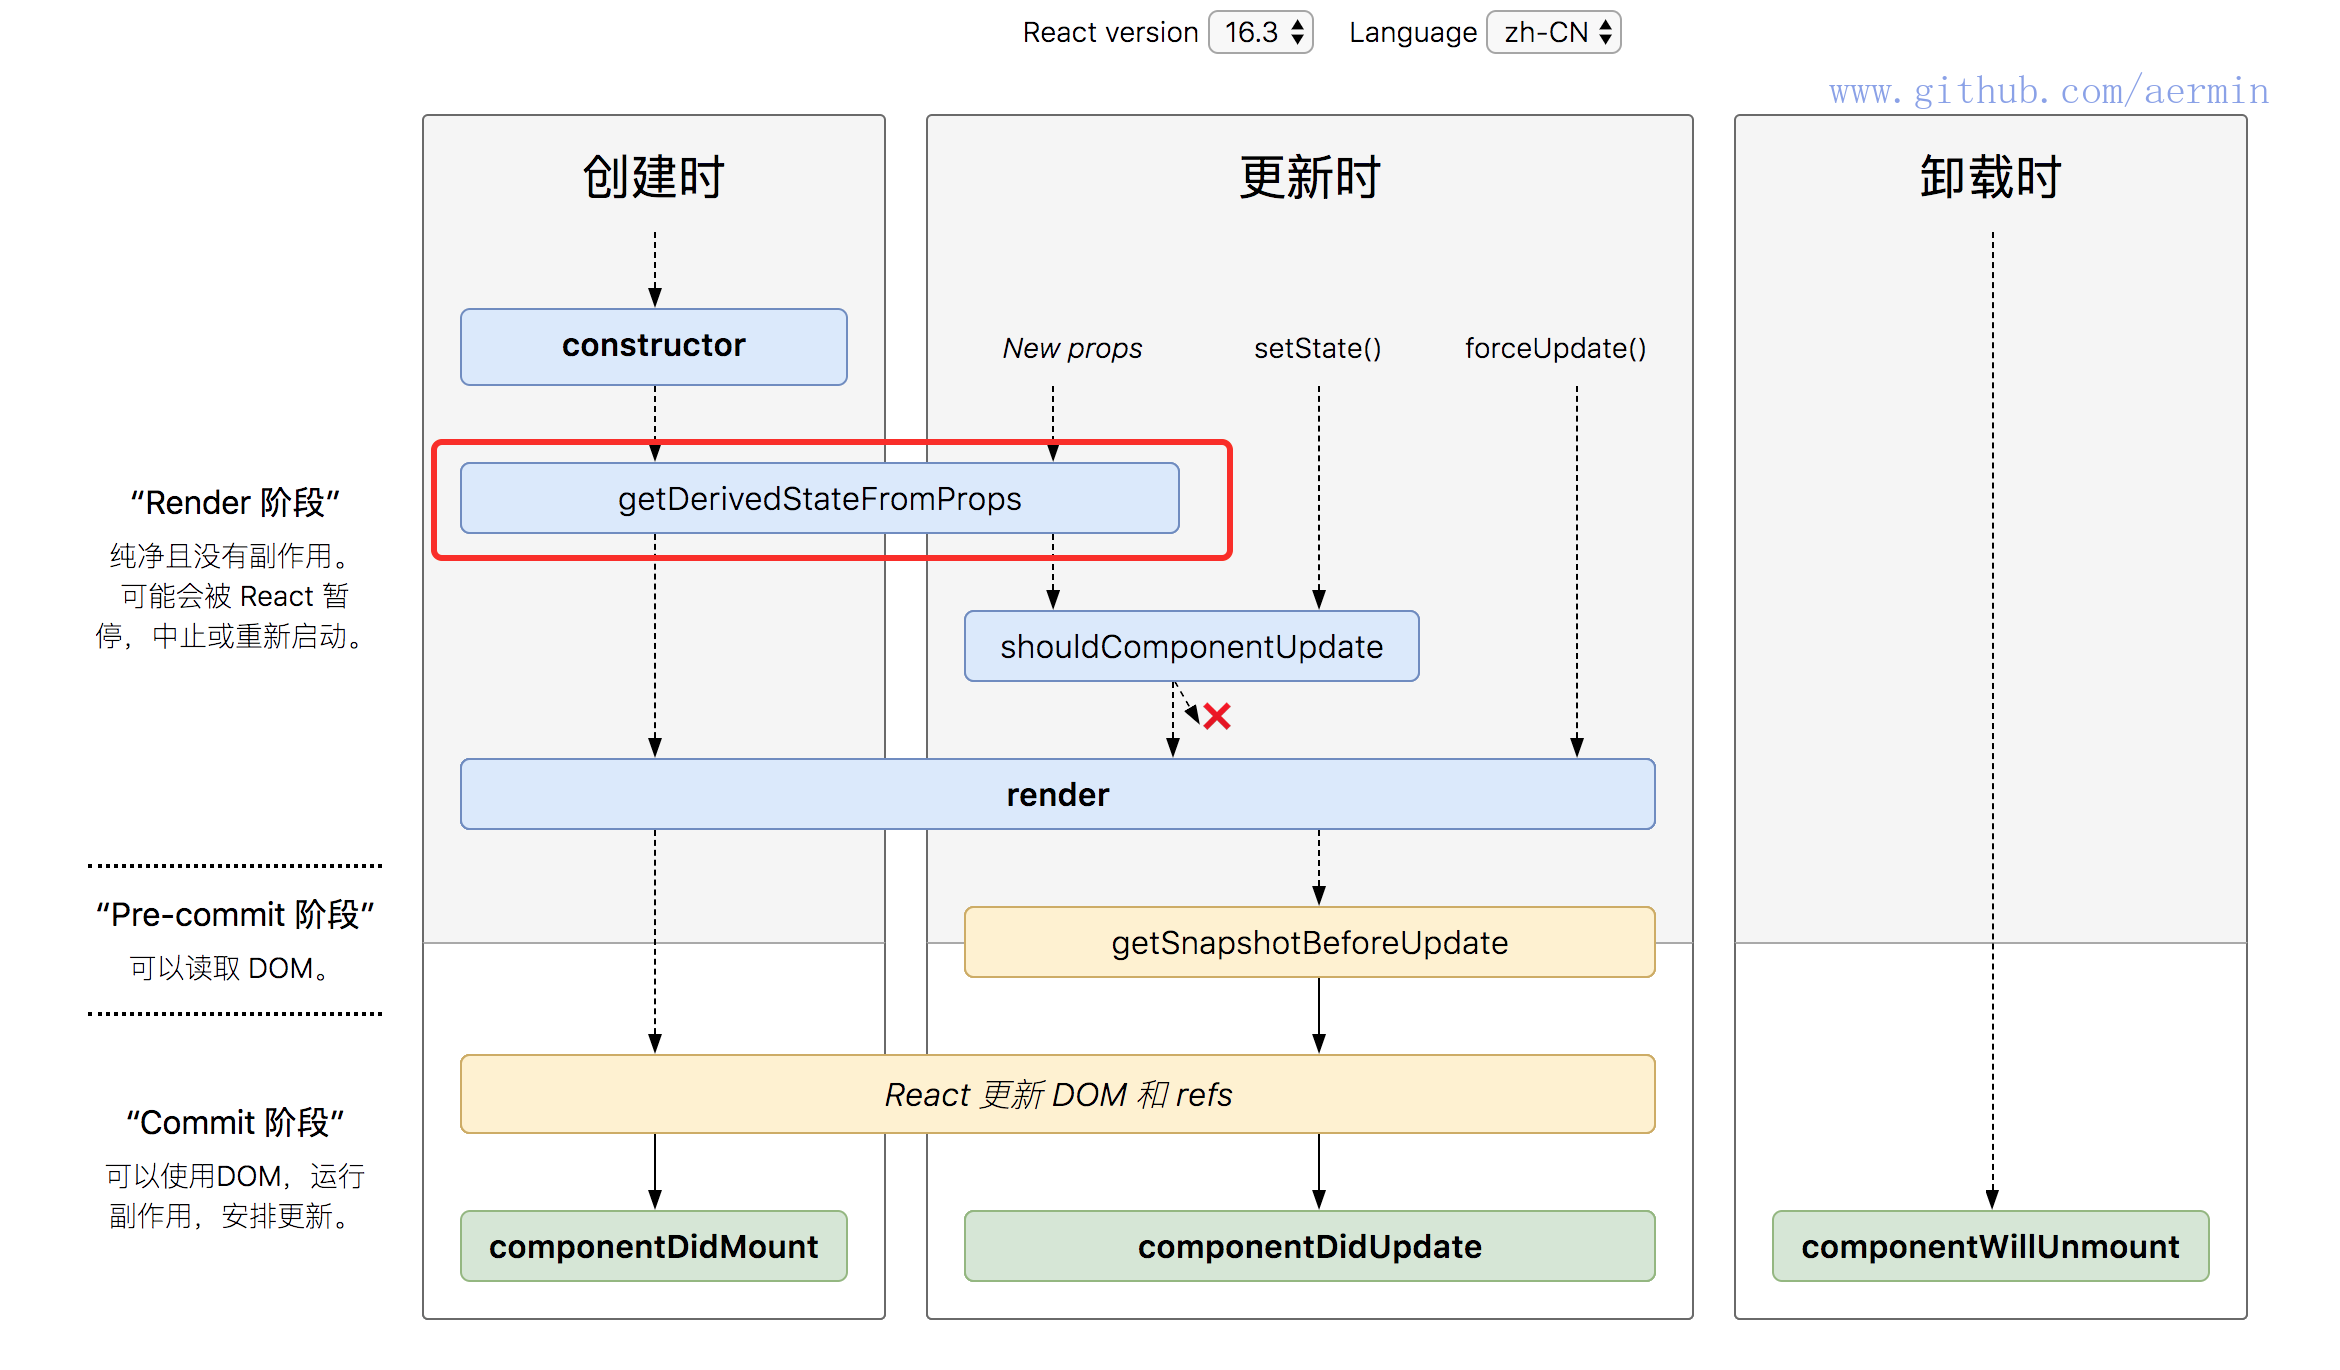 React version 16.3 Language zh-CN
www.github.com/aermin
创建时
更新时
卸载时
constructor
New props
setState()
forceUpdate()
getDerivedStateFromProps
“Render 阶段”
纯净且没有副作用。
可能会被 React 暂
停，中止或重新启动。
shouldComponentUpdate
render
“Pre-commit 阶段”
可以读取 DOM。
getSnapshotBeforeUpdate
React 更新 DOM 和 refs
“Commit 阶段”
可以使用DOM，运行
副作用，安排更新。
componentDidMount
componentDidUpdate
componentWillUnmount